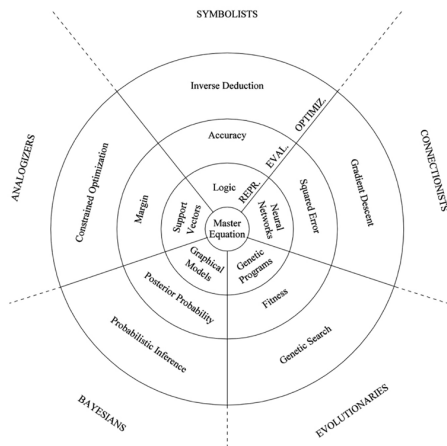 SYMBOLISTS
Inverse Deduction
OPTIMIZ.
Accuracy
EVAL.
Logic
REPR.
ANALOGIZERS
Constrained Optimization
Margin
Support
Vectors
Master
Equation
Neural
Networks
Squared Error
Gradient Descent
CONNECTIONISTS
Graphical
Models
Genetic
Programs
Posterior Probability
Fitness
Probabilistic Inference
Genetic Search
BAYESIANS
EVOLUTIONARIES